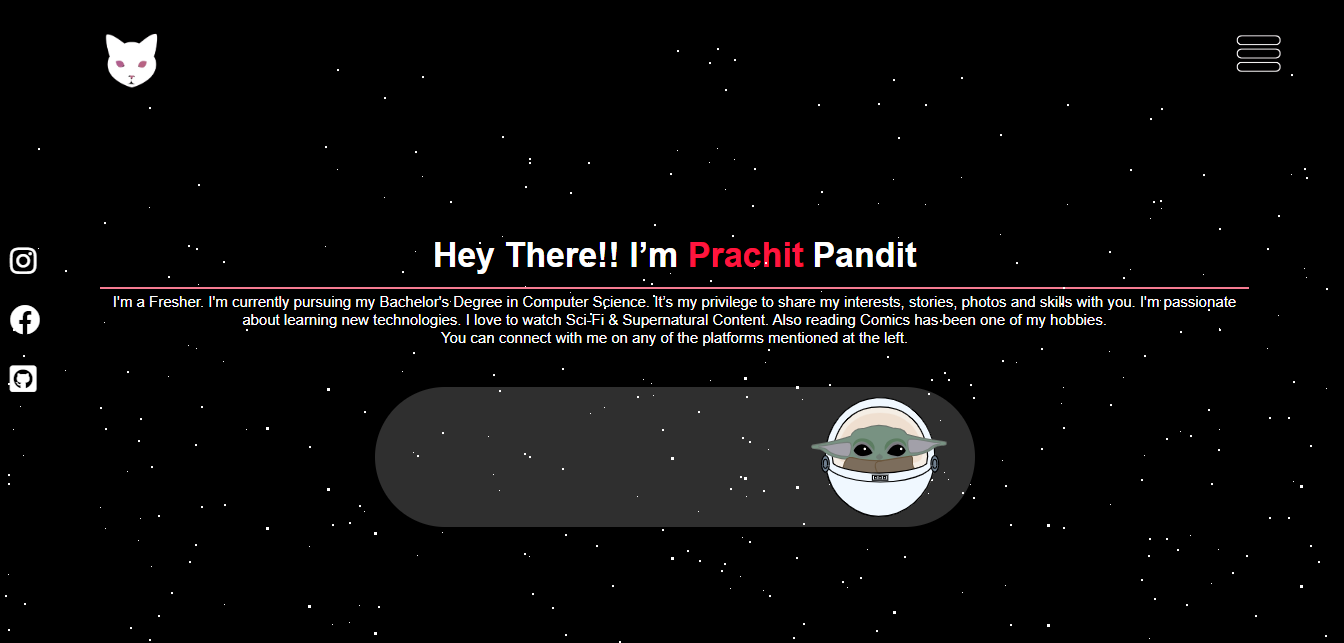 Hey There!! I’m Prachit Pandit
I'm a Fresher. I'm currently pursuing my Bachelor's Degree in Computer Science. It's my privilege to share my interests, stories, photos and skills with you. I'm passionate
about learning new technologies. I love to watch Sci-Fi & Supernatural Content. Also reading Comics has been one of my hobbies.
You can connect with me on any of the platforms mentioned at the left.